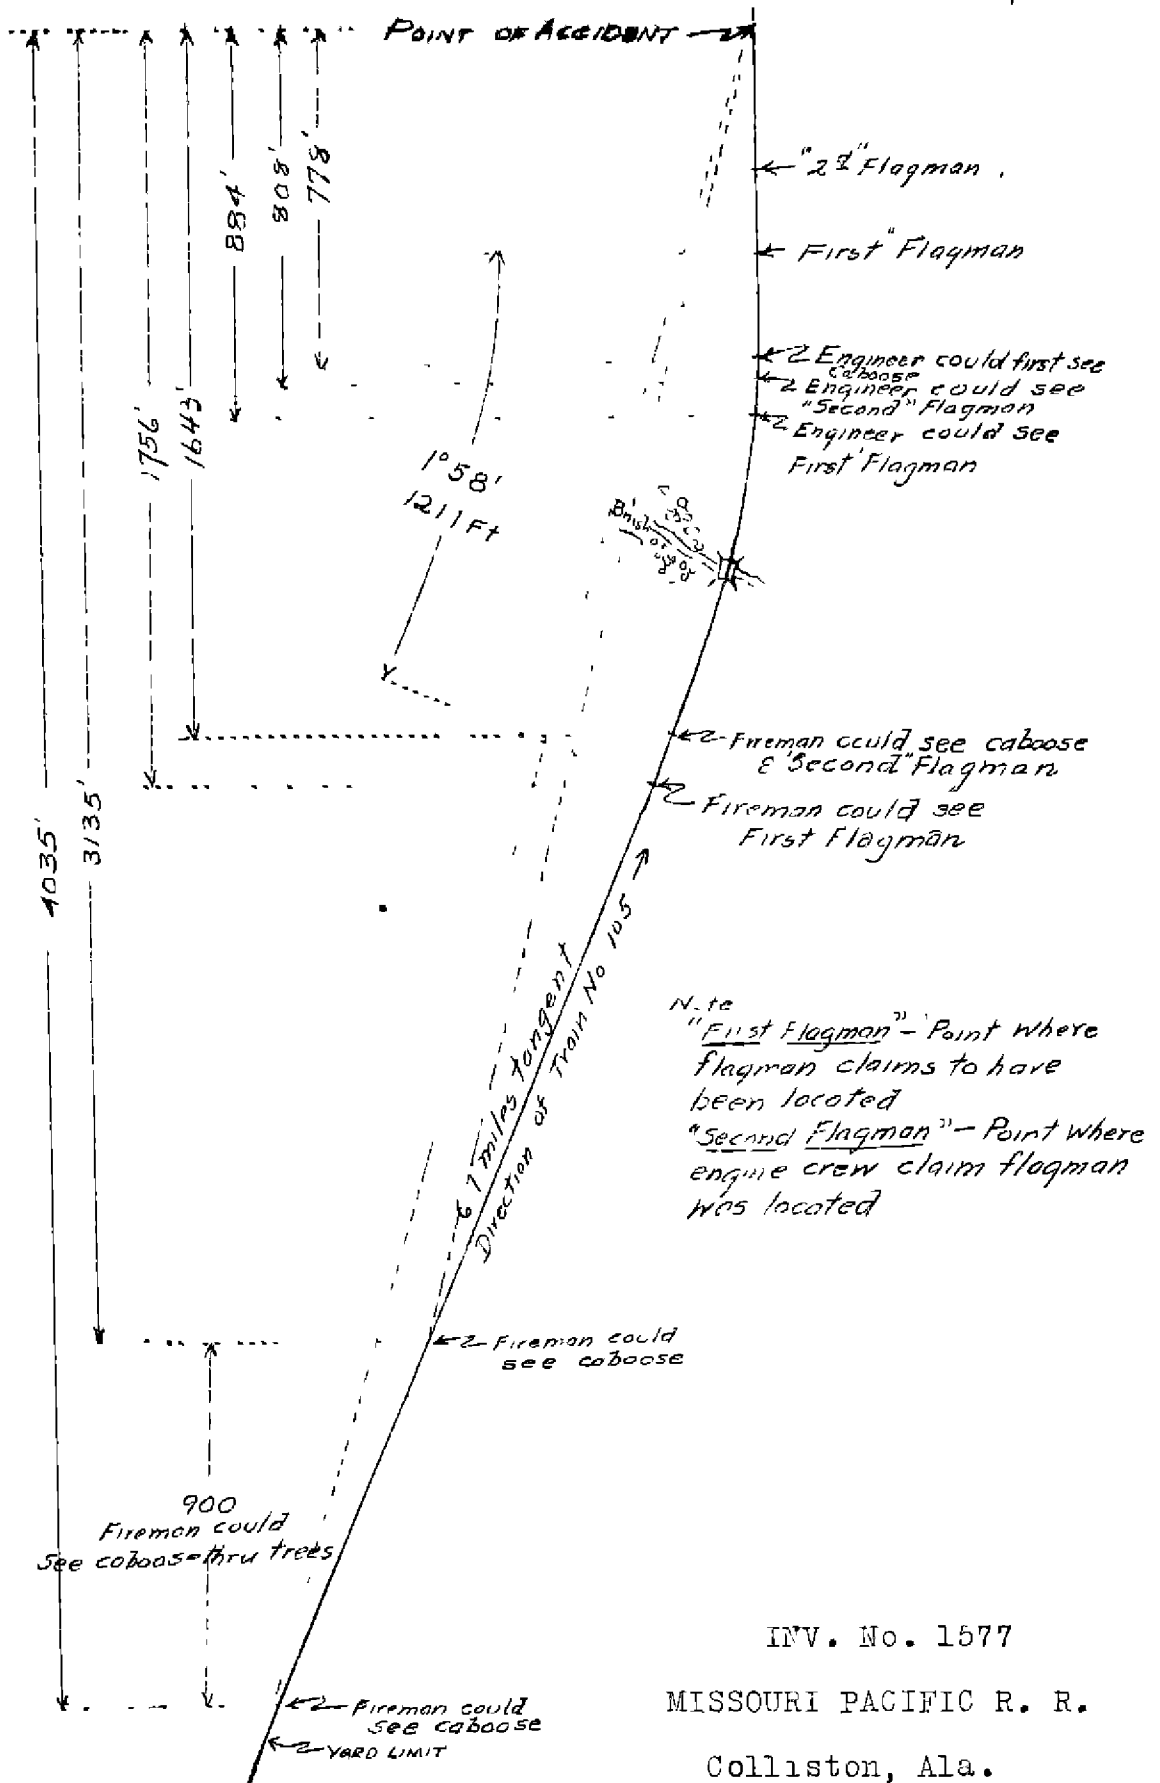 POINT OF ACCIDENT
4035'
3135'
1756'
1643'
884'
808'
778'
"2d" Flagman.
First" Flagman
Engineer could first see
caboose
Engineer could see
"Second" Flagman
Engineer could see
First' Flagman
1°58'
1211 Ft
Brush
Fireman could see caboose
& "Second" Flagman
Fireman could see
First Flagman
6 7 miles tangent
Direction of Train No 105
Note
"First Flagman" - Point where
flagman claims to have
been located
"Second Flagman" - Point where
engine crew claim flagman
was located
Fireman could
see caboose
900
Fireman could
See caboose thru trees
Fireman could
see caboose
YARD LIMIT
INV. No. 1577
MISSOURI PACIFIC R. R.
Colliston, Ala.